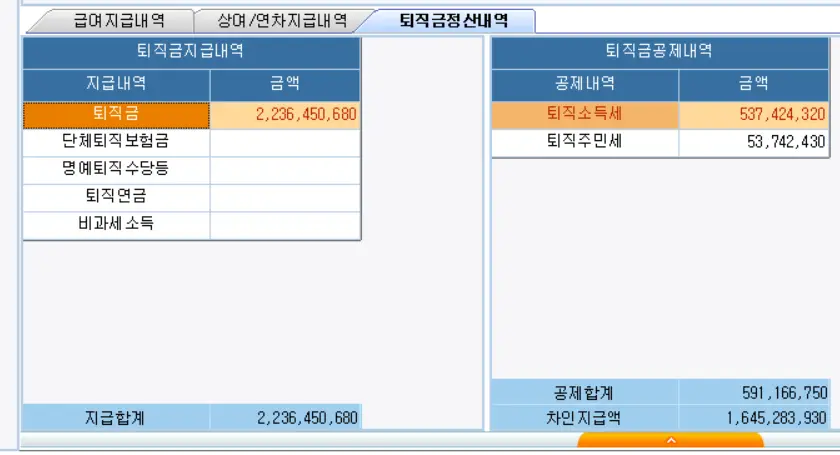 급여지급내역 상여/연차지급내역 퇴직금정산내역
퇴직금지급내역 퇴직금공제내역
지급내역 금액 공제내역 금액
퇴직금 2,236,450,680 퇴직소득세 537,424,320
단체퇴직보험금 퇴직주민세 53,742,430
명예퇴직수당등
퇴직연금
비과세소득
공제합계 591,166,750
지급합계 2,236,450,680 차인지급액 1,645,283,930